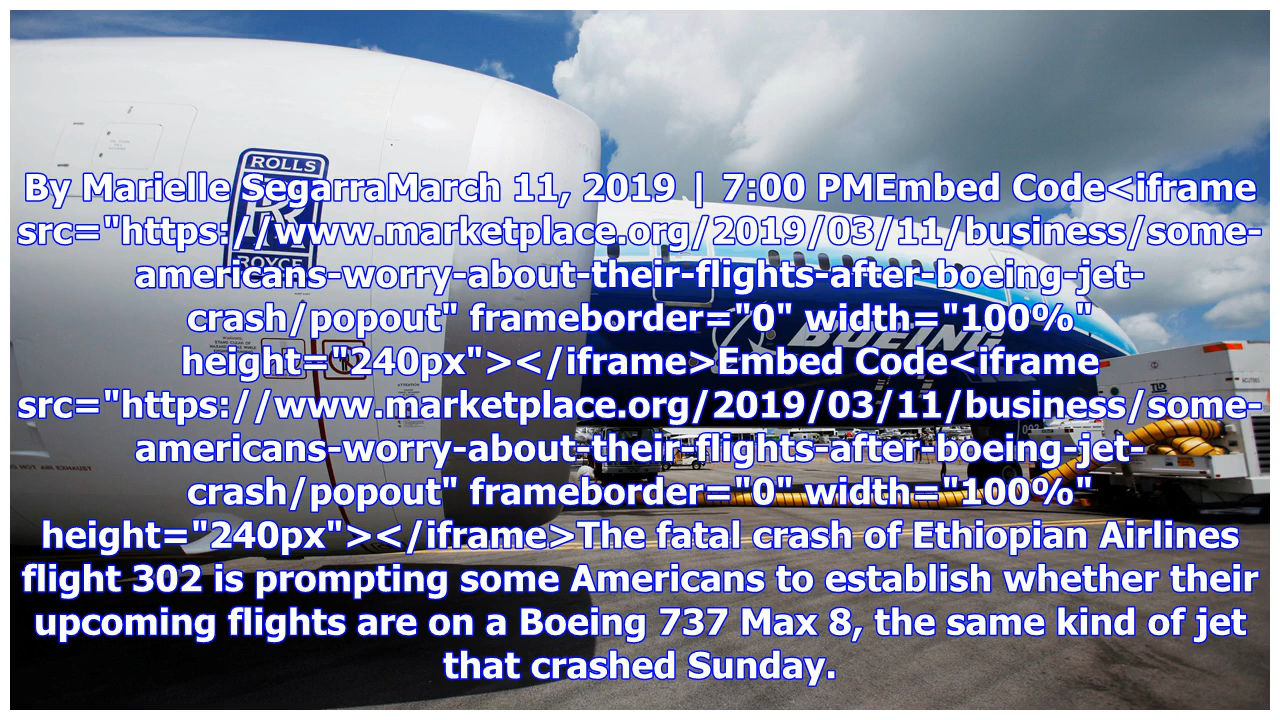 By Marielle SegarraMarch 11, 2019 | 7:00 PMEmbed Code<iframe
src="https://www.marketplace.org/2019/03/11/business/some-
americans-worry-about-their-flights-after-boeing-jet-
crash/popout" frameborder="0" width="100%"
height="240px"></iframe>Embed Code<iframe
src="https://www.marketplace.org/2019/03/11/business/some-
americans-worry-about-their-flights-after-boeing-jet-
crash/popout" frameborder="0" width="100%"
height="240px"></iframe>The fatal crash of Ethiopian Airlines
flight 302 is prompting some Americans to establish whether their
upcoming flights are on a Boeing 737 Max 8, the same kind of jet
that crashed Sunday.
ROLLS
RR
ROYCE
BOEING
TLD